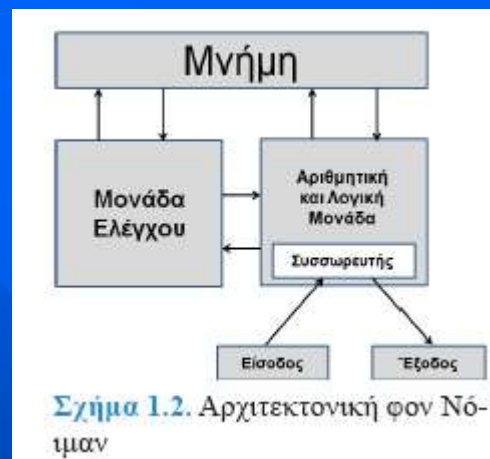 Μνήμη
Μονάδα
Ελέγχου
Αριθμητική
και Λογική
Μονάδα
Συσσωρευτής
Είσοδος
Έξοδος
Σχήμα 1.2. Αρχιτεκτονική φον Νό-
ιμαν